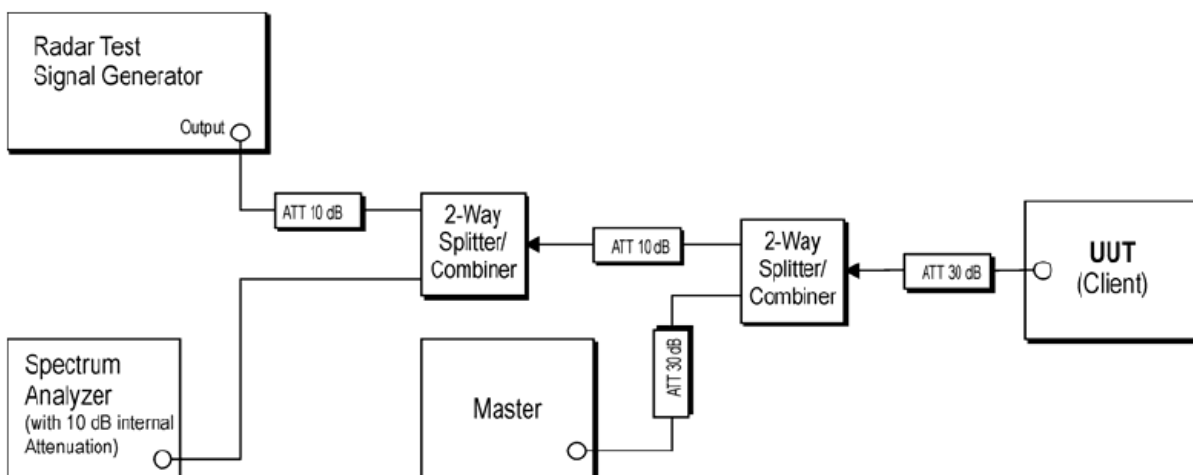 Radar Test
Signal Generator
Output
ATT 10 dB
2-Way
Splitter/
Combiner
ATT 10 dB
2-Way
Splitter/
Combiner
ATT 30 dB
UUT
(Client)
Spectrum
Analyzer
(with 10 dB internal
Attenuation)
Master
ATT 30 dB